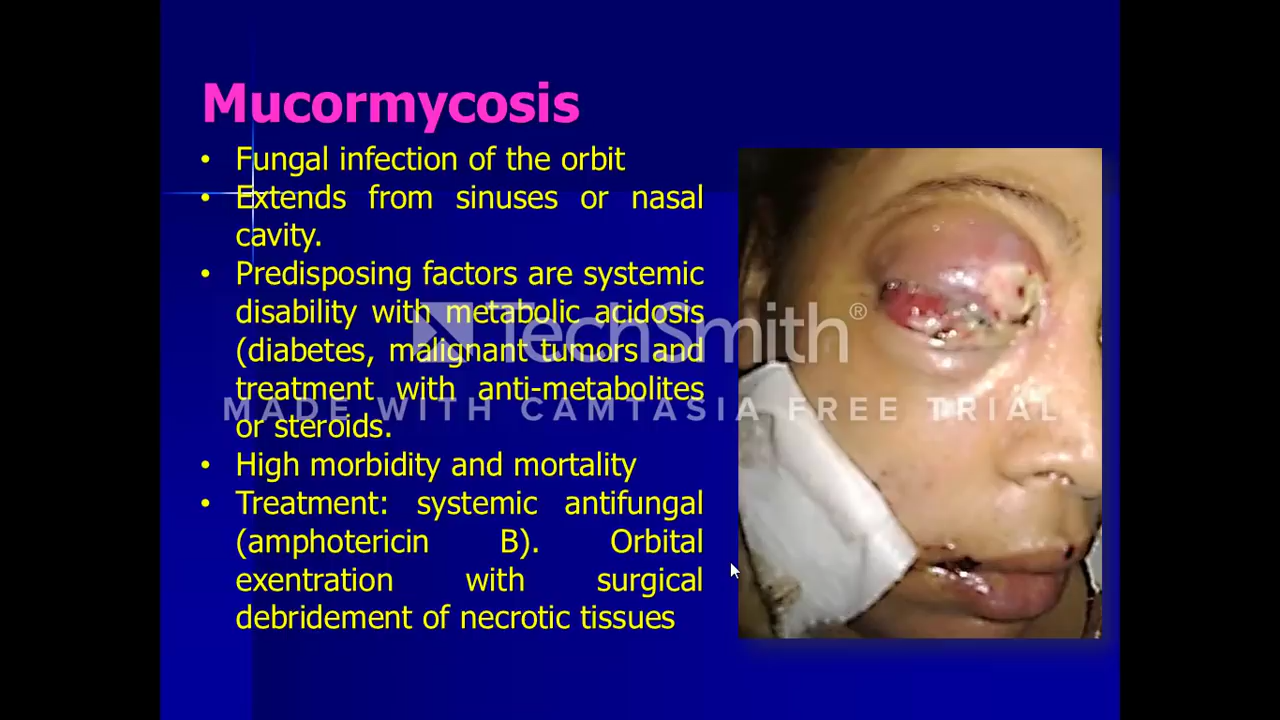 Mucormycosis
• Fungal infection of the orbit
• Extends from sinuses or nasal
cavity.
• Predisposing factors are systemic
disability with metabolic acidosis
(diabetes, malignant tumors and
treatment with anti-metabolites
or steroids.
• High morbidity and mortality
• Treatment: systemic antifungal
(amphotericin B). Orbital
exentration with surgical
debridement of necrotic tissues
TechSmith®
MADE WITH CAMTASIA FREE TRIAL